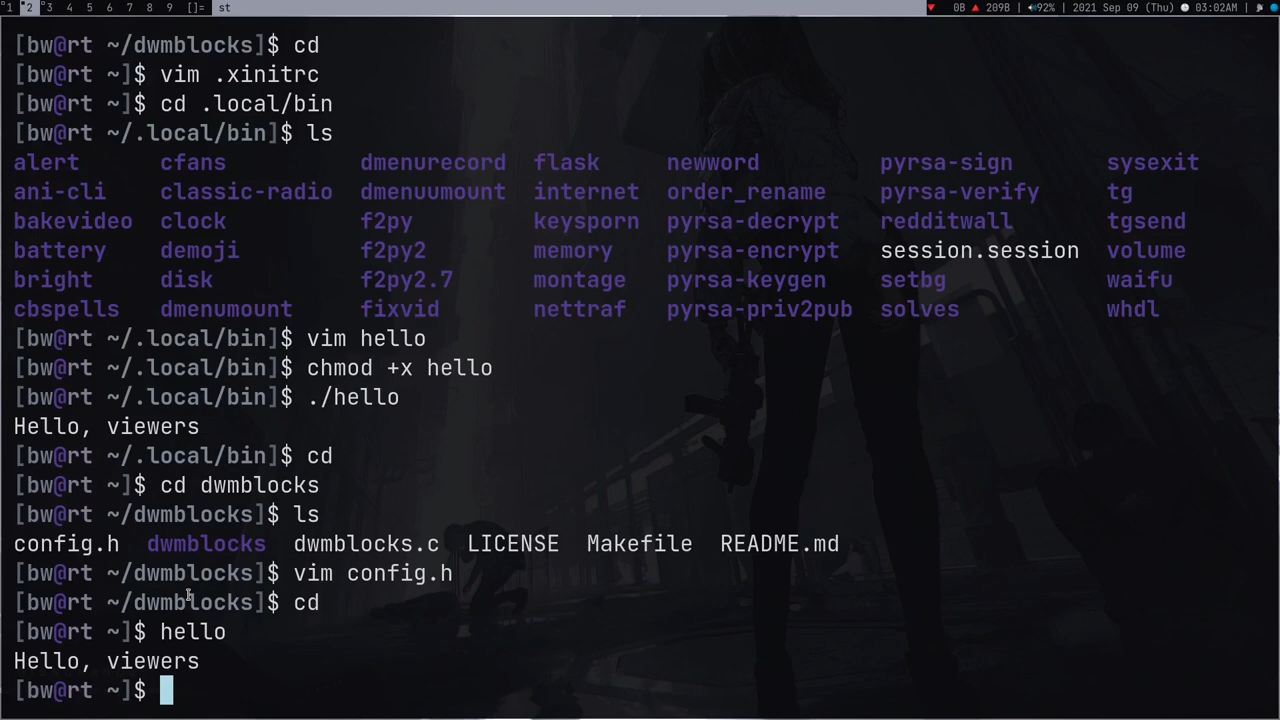 1 2 3 4 5 6 7 8 9 []= st 0B 209B | 92% | 2021 Sep 09 (Thu) 03:02AM |
[bw@rt ~/dwmblocks]$ cd
[bw@rt ~]$ vim .xinitrc
[bw@rt ~]$ cd .local/bin
[bw@rt ~/.local/bin]$ ls
alert cfans dmenurecord flask newword pyrsa-sign sysexit
ani-cli classic-radio dmenuumount internet order_rename pyrsa-verify tg
bakevideo clock f2py keysporn pyrsa-decrypt redditwall tgsend
battery demoji f2py2 memory pyrsa-encrypt session.session volume
bright disk f2py2.7 montage pyrsa-keygen setbg waifu
cbspells dmenumount fixvid nettraf pyrsa-priv2pub solves whdl
[bw@rt ~/.local/bin]$ vim hello
[bw@rt ~/.local/bin]$ chmod +x hello
[bw@rt ~/.local/bin]$ ./hello
Hello, viewers
[bw@rt ~/.local/bin]$ cd
[bw@rt ~]$ cd dwmblocks
[bw@rt ~/dwmblocks]$ ls
config.h dwmblocks dwmblocks.c LICENSE Makefile README.md
[bw@rt ~/dwmblocks]$ vim config.h
[bw@rt ~/dwmblocks]$ cd
[bw@rt ~]$ hello
Hello, viewers
[bw@rt ~]$